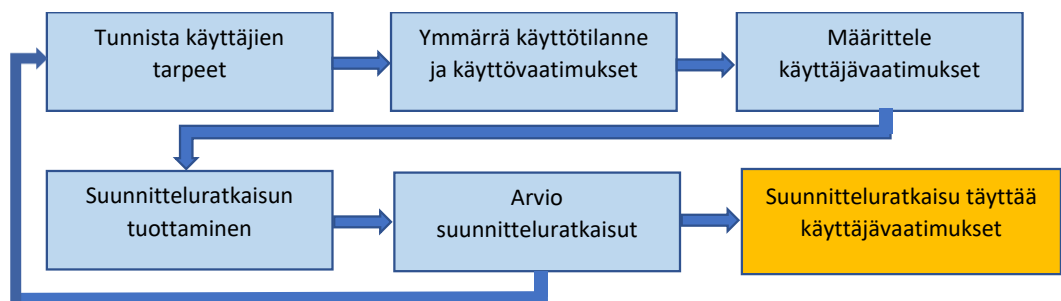 Tunnista käyttäjien
tarpeet
Ymmärrä käyttötilanne
ja käyttövaatimukset
Määrittele
käyttäjävaatimukset
Suunnitteluratkaisun
tuottaminen
Arvio
suunnitteluratkaisut
Suunnitteluratkaisu täyttää
käyttäjävaatimukset